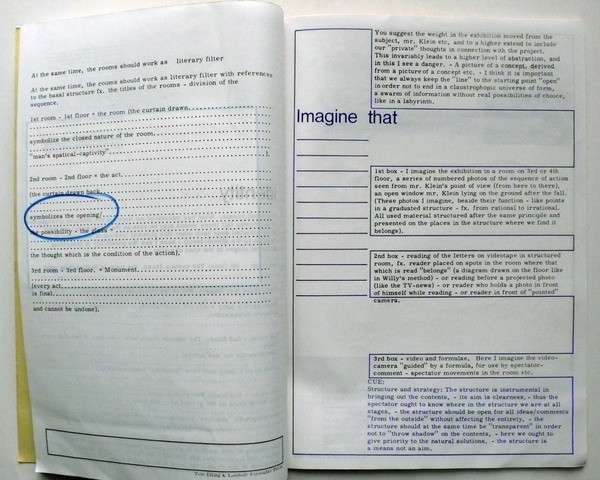 At the same time, the rooms should work as literary filter
At the same time, the rooms should work as literary filter with references
to the basal structure fx. the titles of the rooms - division of the
sequence.
1st room - 1st floor = the room (the curtain drawn
symbolize the closed nature of the room
"man's spatical-captivity" ).
2nd room - 2nd floor = the act
(the curtain drawn back
symbolizes the opening/
the possibility - the glass =
the thought which is the condition of the action).
3rd room - 3rd floor. = Monument
(every act
is final
and cannot be undone).
Tom Elling &
You suggest the weight in the exhibition moved from the
subject, mr. Klein etc, and to a higher extend to include
our "private" thoughts in connection with the project.
This invariably leads to a higher level of abstraction, and
in this I see a danger. - A picture of a concept, derived
from a picture of a concept etc. - I think it is important
that we always keep the "line" to the starting point "open"
in order not to end in a claustrophopic universe of form,
a swarm of information without real possibilities of choice,
like in a labyrinth.
Imagine that
1st box - I imagine the exhibition in a room on 3rd or 4th
floor, a series of numbered photos of the sequence of action
seen from mr. Klein's point of view (from here to there),
an open window mr. Klein lying on the ground after the fall.
(These photos I imagine, beside their function - like points
in a graduated structure - fx. from rational to irrational.
All used material structured after the same principle and
presented on the places in the structure where we find it
belongs).
2nd box - reading of the letters on videotape in structured
room, fx. reader placed on spots in the room where that
which is read "belongs" (a diagram drawn on the floor like
in Willy's method) - or reading before a projected photo
(like the TV-news) - or reader who holds a photo in front
of himself while reading - or reader in front of "pointed"
camera.
3rd box - video and formulae. Here I imagine the video-
camera "guided" by a formula, for use by spectator-
comment - spectator movements in the room etc.
CUE:
Structure and strategy: The structure is instrumental in
bringing out the contents, - its aim is clearness, - thus the
spectator ought to know where in the structure we are at all
stages, - the structure should be open for all ideas/comments
"from the outside" without affecting the entirety, - the
structure should at the same time be "transparent" in order
not to "throw shadow" on the contents, - here we ought to
give priority to the natural solutions, - the structure is
a means not an aim.